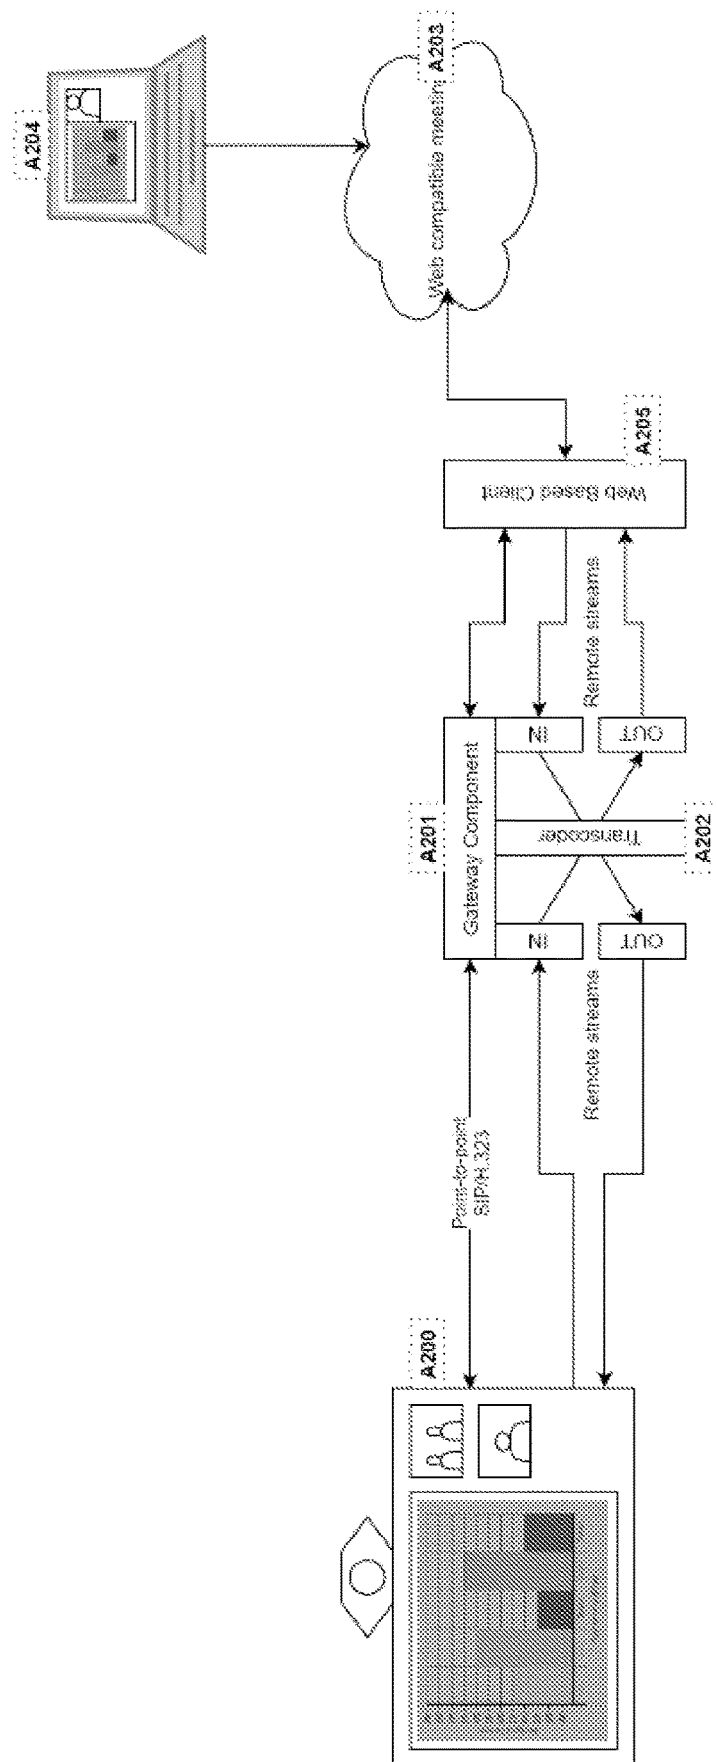 A200
Point-to-point
SIP/H.323
Remote streams
A201
Gateway Component
IN
OUT
Transcoder
IN
OUT
A202
Remote streams
Web Based Client
A205
Web compatible meeting
A203
A204